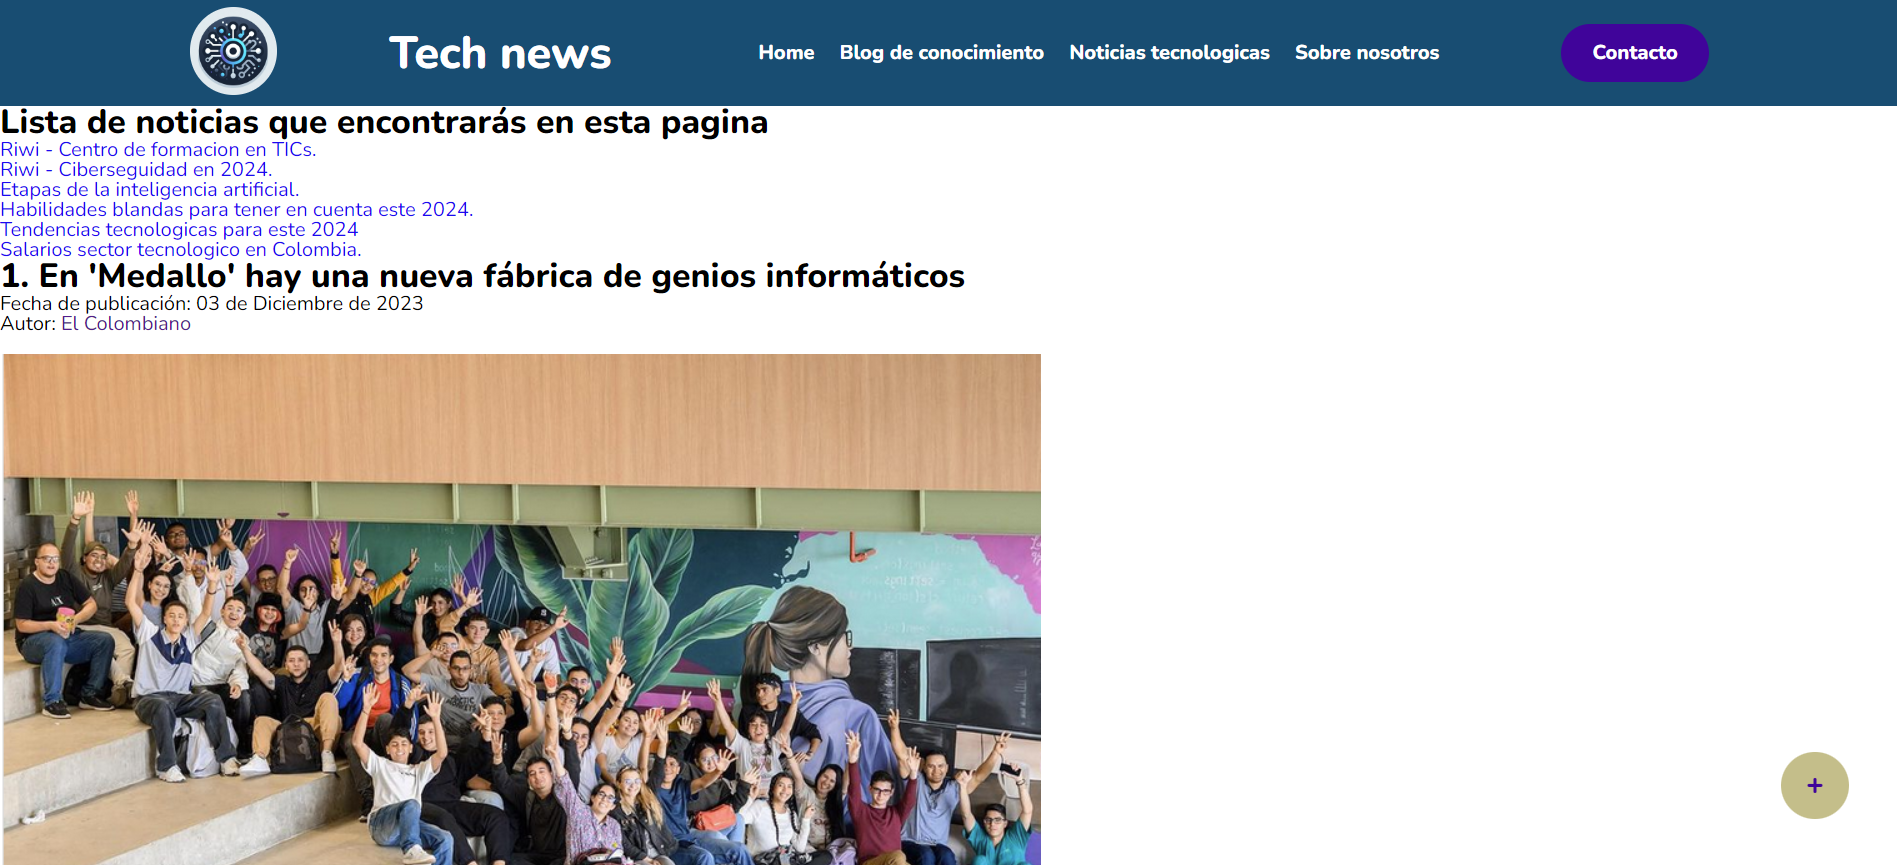 Tech news
Home Blog de conocimiento Noticias tecnologicas Sobre nosotros Contacto
Lista de noticias que encontrarás en esta pagina
Riwi - Centro de formacion en TICs.
Riwi - Ciberseguidad en 2024.
Etapas de la inteligencia artificial.
Habilidades blandas para tener en cuenta este 2024.
Tendencias tecnologicas para este 2024
Salarios sector tecnologico en Colombia.
1. En 'Medallo' hay una nueva fábrica de genios informáticos
Fecha de publicación: 03 de Diciembre de 2023
Autor: El Colombiano
+